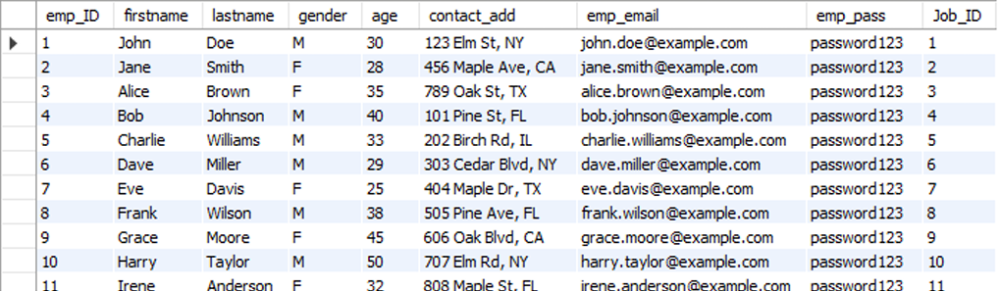 emp_ID firstname lastname gender age contact_add emp_email emp_pass Job_ID
1 John Doe M 30 123 Elm St, NY john.doe@example.com password123 1
2 Jane Smith F 28 456 Maple Ave, CA jane.smith@example.com password123 2
3 Alice Brown F 35 789 Oak St, TX alice.brown@example.com password123 3
4 Bob Johnson M 40 101 Pine St, FL bob.johnson@example.com password123 4
5 Charlie Williams M 33 202 Birch Rd, IL charlie.williams@example.com password123 5
6 Dave Miller M 29 303 Cedar Blvd, NY dave.miller@example.com password123 6
7 Eve Davis F 25 404 Maple Dr, TX eve.davis@example.com password123 7
8 Frank Wilson M 38 505 Pine Ave, FL frank.wilson@example.com password123 8
9 Grace Moore F 45 606 Oak Blvd, CA grace.moore@example.com password123 9
10 Harry Taylor M 50 707 Elm Rd, NY harry.taylor@example.com password123 10
11 Irene Anderson F 32 808 Maple St, FL irene.anderson@example.com password123 11